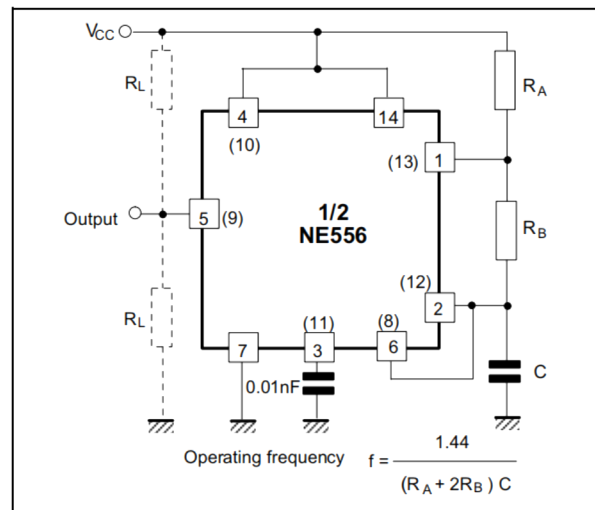 VCC
RL
4
14
RA
(10)
(13)
1
Output
5
(9)
1/2
NE556
RB
(12)
2
RL
(11)
(8)
7
3
6
0.01nF
C
Operating frequency f = 1.44
(RA + 2RB) C